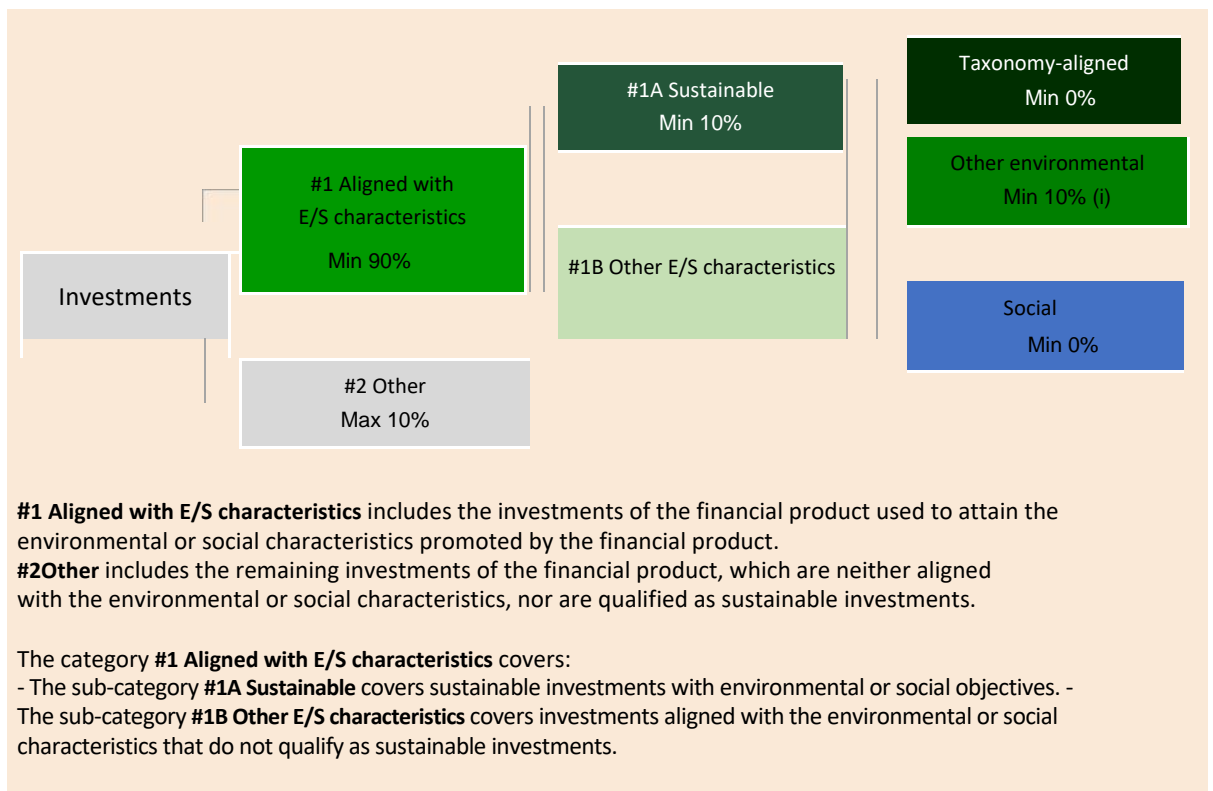 Investments
#1 Aligned with
E/S characteristics
Min 90%
#2 Other
Max 10%
#1A Sustainable
Min 10%
#1B Other E/S characteristics
Taxonomy-aligned
Min 0%
Other environmental
Min 10% (i)
Social
Min 0%
#1 Aligned with E/S characteristics includes the investments of the financial product used to attain the
environmental or social characteristics promoted by the financial product.
#2Other includes the remaining investments of the financial product, which are neither aligned
with the environmental or social characteristics, nor are qualified as sustainable investments.
The category #1 Aligned with E/S characteristics covers:
- The sub-category #1A Sustainable covers sustainable investments with environmental or social objectives. -
The sub-category #1B Other E/S characteristics covers investments aligned with the environmental or social
characteristics that do not qualify as sustainable investments.